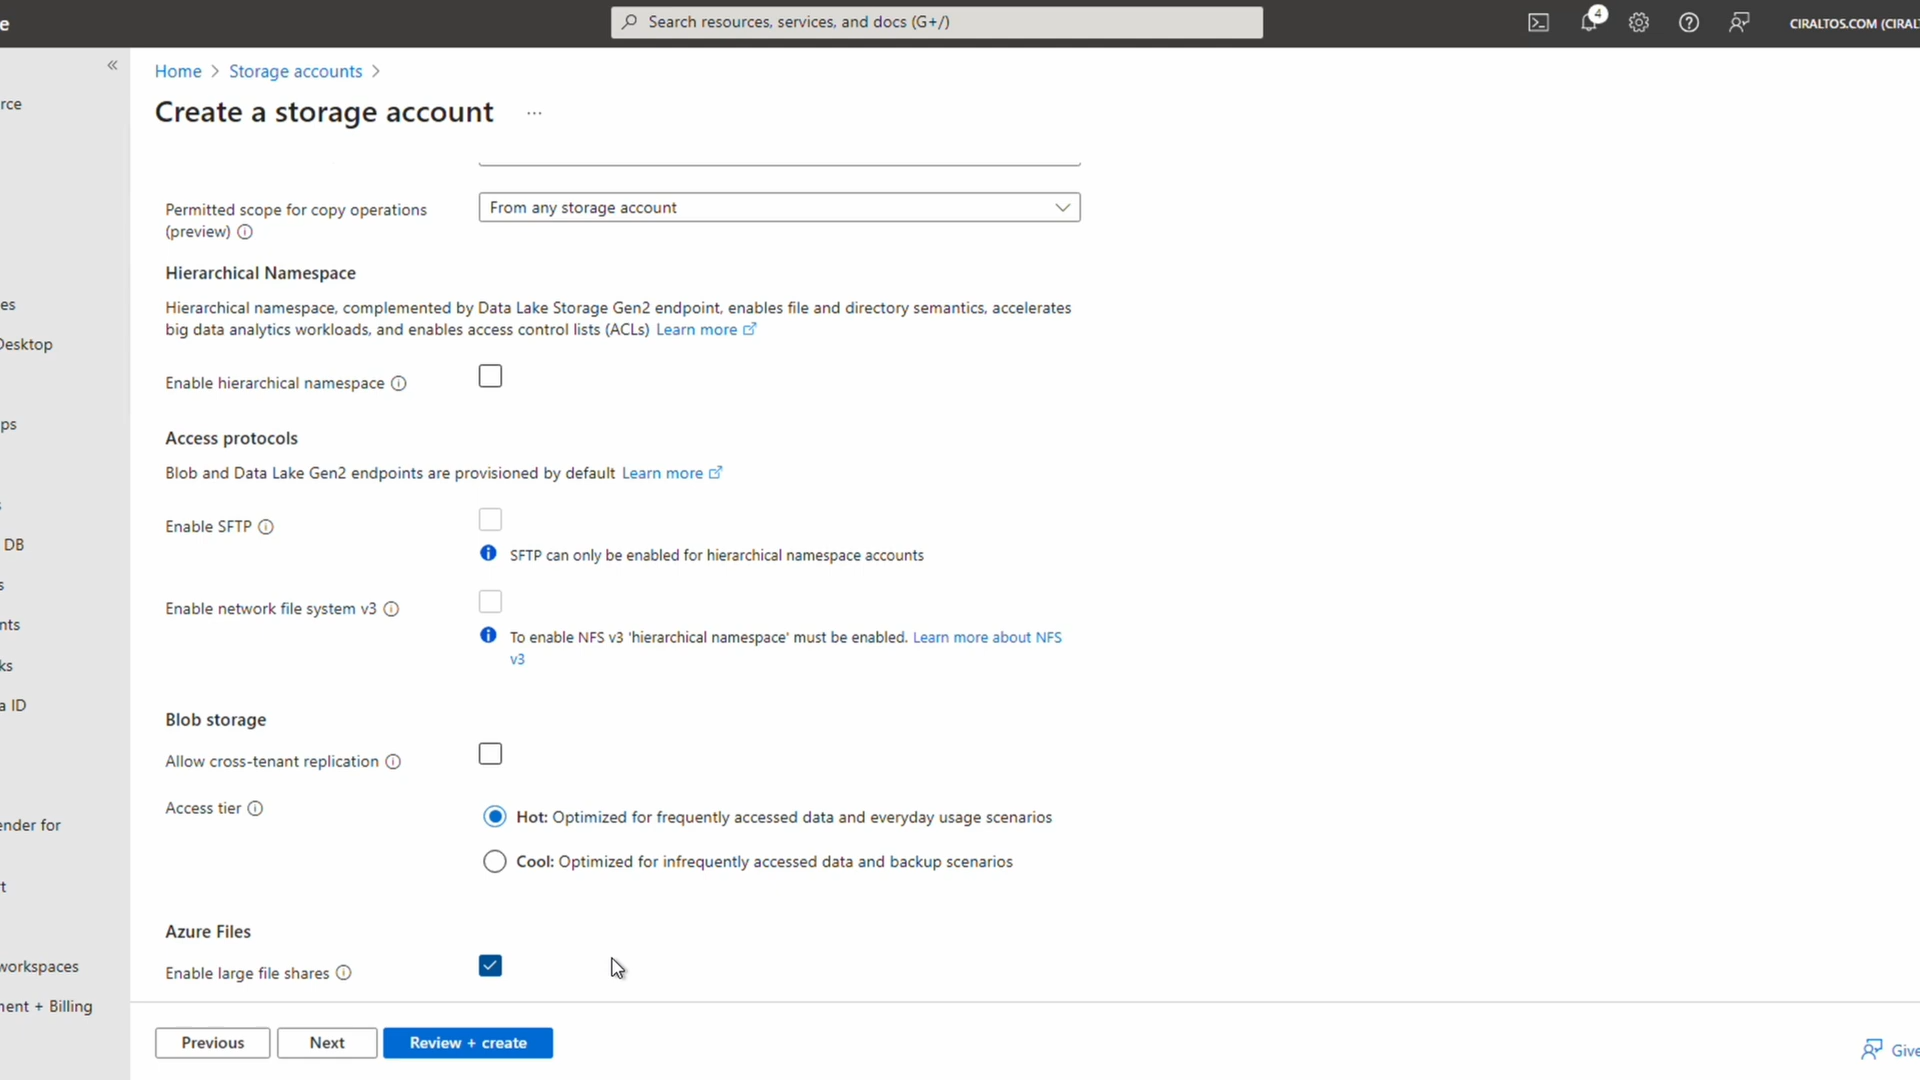 e
Search resources, services, and docs (G+/)
4
CIRALTOS.COM (CIRAL
Home > Storage accounts >
rce
Create a storage account ...
Permitted scope for copy operations
(preview)
From any storage account
Hierarchical Namespace
Hierarchical namespace, complemented by Data Lake Storage Gen2 endpoint, enables file and directory semantics, accelerates
big data analytics workloads, and enables access control lists (ACLs) Learn more
es
Desktop
Enable hierarchical namespace
ps
Access protocols
Blob and Data Lake Gen2 endpoints are provisioned by default Learn more
s
Enable SFTP
DB
SFTP can only be enabled for hierarchical namespace accounts
s
Enable network file system v3
nts
To enable NFS v3 'hierarchical namespace' must be enabled. Learn more about NFS
v3
ks
a ID
Blob storage
Allow cross-tenant replication
Access tier
Hot: Optimized for frequently accessed data and everyday usage scenarios
ender for
Cool: Optimized for infrequently accessed data and backup scenarios
t
Azure Files
workspaces
Enable large file shares
ment + Billing
Previous
Next
Review + create
Give